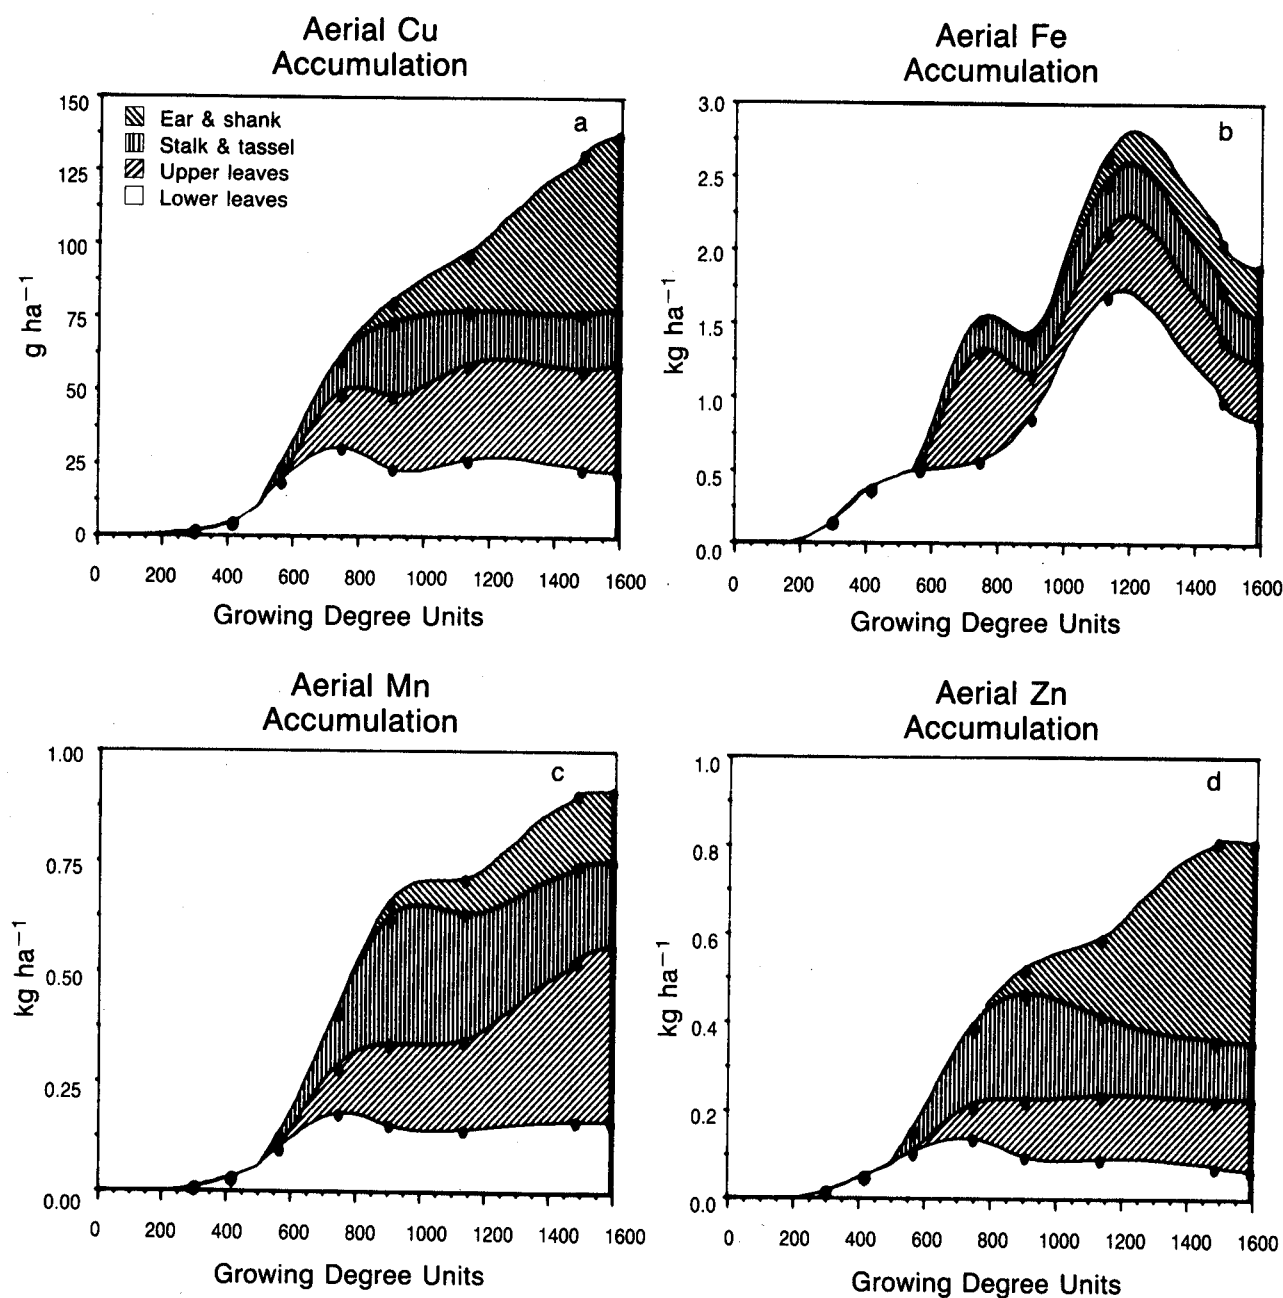 Aerial Cu
Accumulation
150
125
100
75
50
25
0
g ha−1
Ear & shank
Stalk & tassel
Upper leaves
Lower leaves
a
0 200 400 600 800 1000 1200 1400 1600
Growing Degree Units
Aerial Fe
Accumulation
3.0
2.5
2.0
1.5
1.0
0.5
0.0
kg ha−1
b
0 200 400 600 800 1000 1200 1400 1600
Growing Degree Units
Aerial Mn
Accumulation
1.00
0.75
0.50
0.25
0.00
kg ha−1
c
0 200 400 600 800 1000 1200 1400 1600
Growing Degree Units
Aerial Zn
Accumulation
1.0
0.8
0.6
0.4
0.2
0.0
kg ha−1
d
0 200 400 600 800 1000 1200 1400 1600
Growing Degree Units